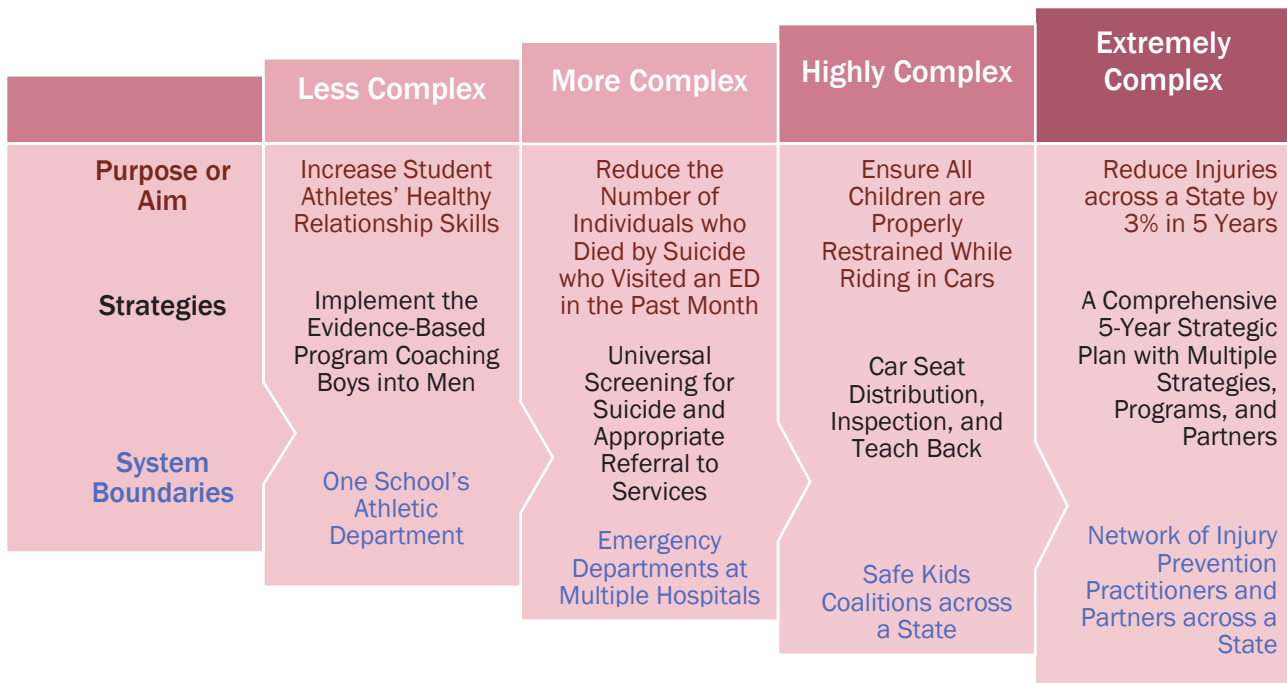 Less Complex
More Complex
Highly Complex
Extremely
Complex
Purpose or
Aim
Strategies
System
Boundaries
Increase Student
Athletes’ Healthy
Relationship Skills
Implement the
Evidence-Based
Program Coaching
Boys into Men
One School’s
Athletic
Department
Reduce the
Number of
Individuals who
Died by Suicide
who Visited an ED
in the Past Month
Universal
Screening for
Suicide and
Appropriate
Referral to
Services
Emergency
Departments at
Multiple Hospitals
Ensure All
Children are
Properly
Restrained While
Riding in Cars
Car Seat
Distribution,
Inspection, and
Teach Back
Safe Kids
Coalitions across
a State
Reduce Injuries
across a State by
3% in 5 Years
A Comprehensive
5-Year Strategic
Plan with Multiple
Strategies,
Programs, and
Partners
Network of Injury
Prevention
Practitioners and
Partners across a
State